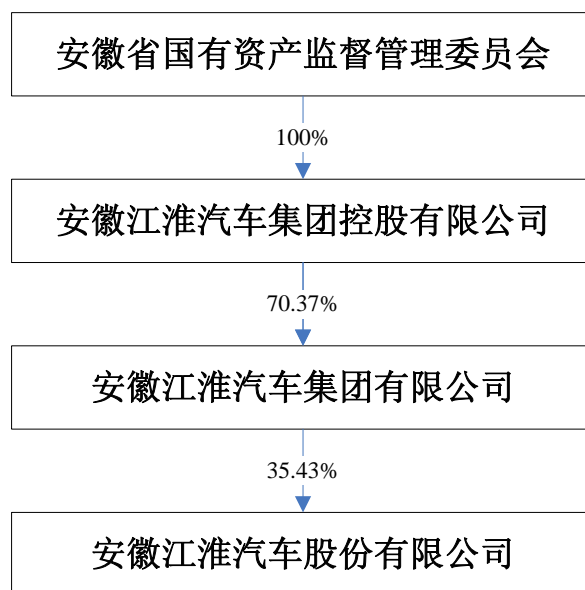 安徽省国有资产监督管理委员会
100%
安徽江淮汽车集团控股有限公司
70.37%
安徽江淮汽车集团有限公司
35.43%
安徽江淮汽车股份有限公司